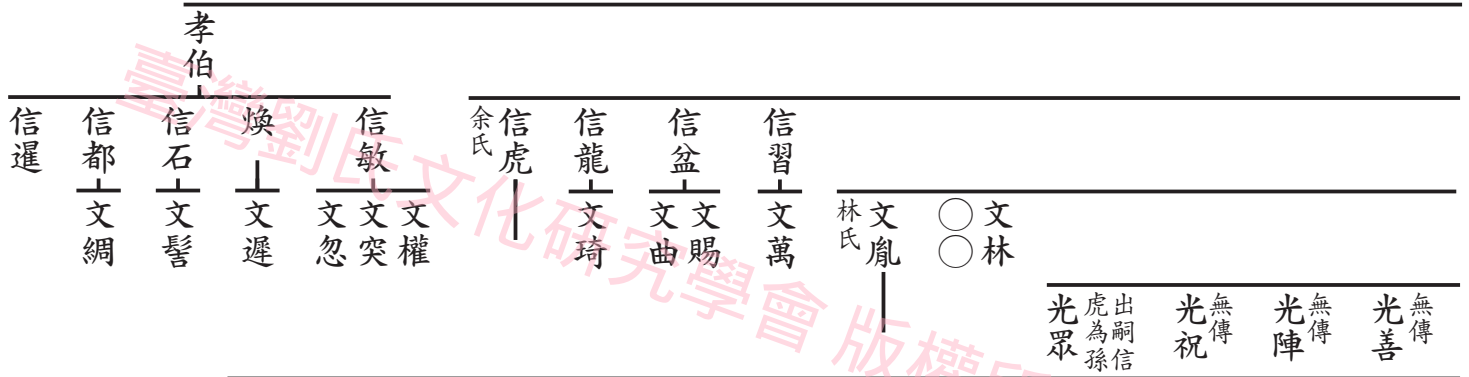 孝伯
信習
信盆
信龍
信虎
余氏
信敏
煥
信石
信都
信暹
文林
◯◯
文胤
林氏
文萬
文賜
文曲
文琦
文權
文突
文忽
文遲
文髻
文綢
光善
無傳
光陣
無傳
光祝
無傳
光眾
出嗣信
虎為孫
臺灣劉氏文化研究學會 版權